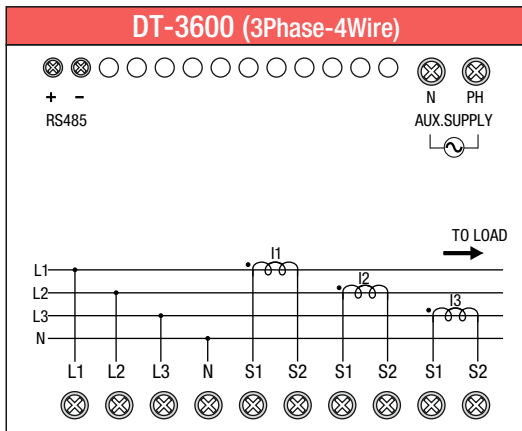 DT-3600 (3Phase-4Wire)
+ − N PH
RS485 AUX.SUPPLY
TO LOAD
I1
L1
I2
L2
I3
L3
N
L1 L2 L3 N S1 S2 S1 S2 S1 S2